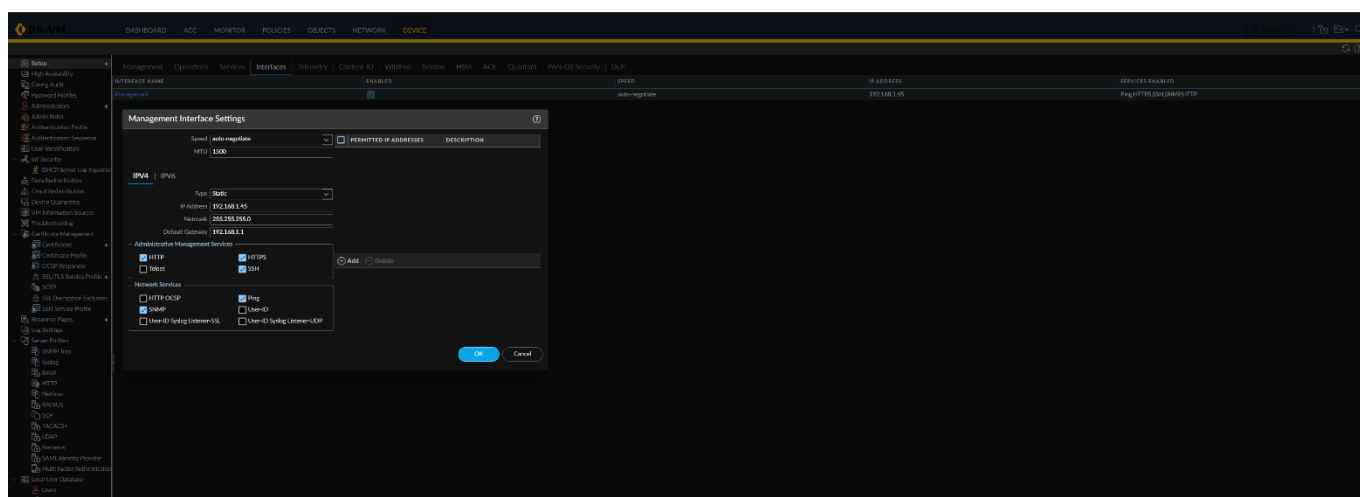 PA-VM
DASHBOARD ACC MONITOR POLICIES OBJECTS NETWORK DEVICE
Setup
High Availability
Config Audit
Password Profiles
Administrators
Admin Roles
Authentication Profile
Authentication Sequence
User Identification
IoT Security
DHCP Server Log Ingestion
Data Redistribution
Cloud Redistribution
Device Quarantine
VM Information Sources
Troubleshooting
Certificate Management
Certificates
Certificate Profile
OCSP Responder
SSL/TLS Service Profile
SCEP
SSL Decryption Exclusion
SSH Service Profile
Response Pages
Log Settings
Server Profiles
SNMP Trap
Syslog
Email
HTTP
Netflow
RADIUS
SCP
TACACS+
LDAP
Kerberos
SAML Identity Provider
Multi Factor Authenticatio
Local User Database
Users
Management Operations Services Interfaces Telemetry Content-ID WildFire Session HSM ACE Quantum PAN-OS Security DLP
INTERFACE NAME ENABLED SPEED IP ADDRESS SERVICES ENABLED
Management auto-negotiate 192.168.1.45 Ping,HTTPS,SSH,SNMP,HTTP
Management Interface Settings
Speed auto-negotiate
MTU 1500
IPV4 | IPV6
Type Static
IP Address 192.168.1.45
Netmask 255.255.255.0
Default Gateway 192.168.1.1
Administrative Management Services
HTTP HTTPS
Telnet SSH
Network Services
HTTP OCSP Ping
SNMP User-ID
User-ID Syslog Listener-SSL User-ID Syslog Listener-UDP
PERMITTED IP ADDRESSES DESCRIPTION
Add Delete
OK Cancel